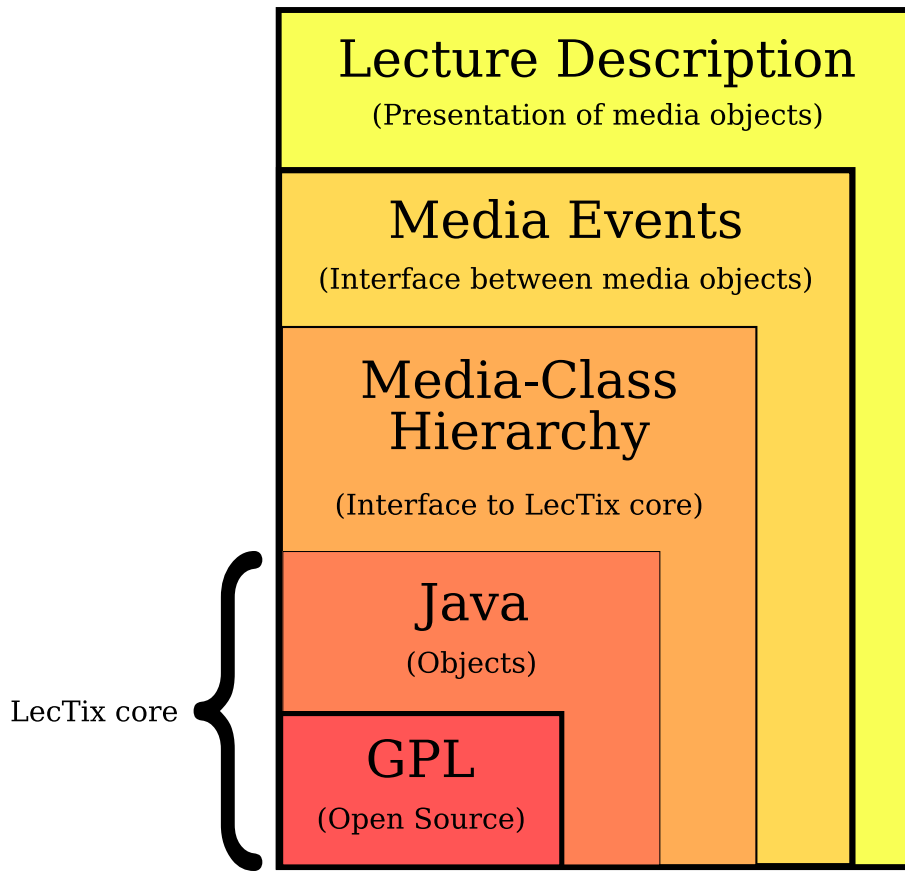 Lecture Description
(Presentation of media objects)
Media Events
(Interface between media objects)
Media-Class
Hierarchy
(Interface to LecTix core)
Java
(Objects)
LecTix core
GPL
(Open Source)